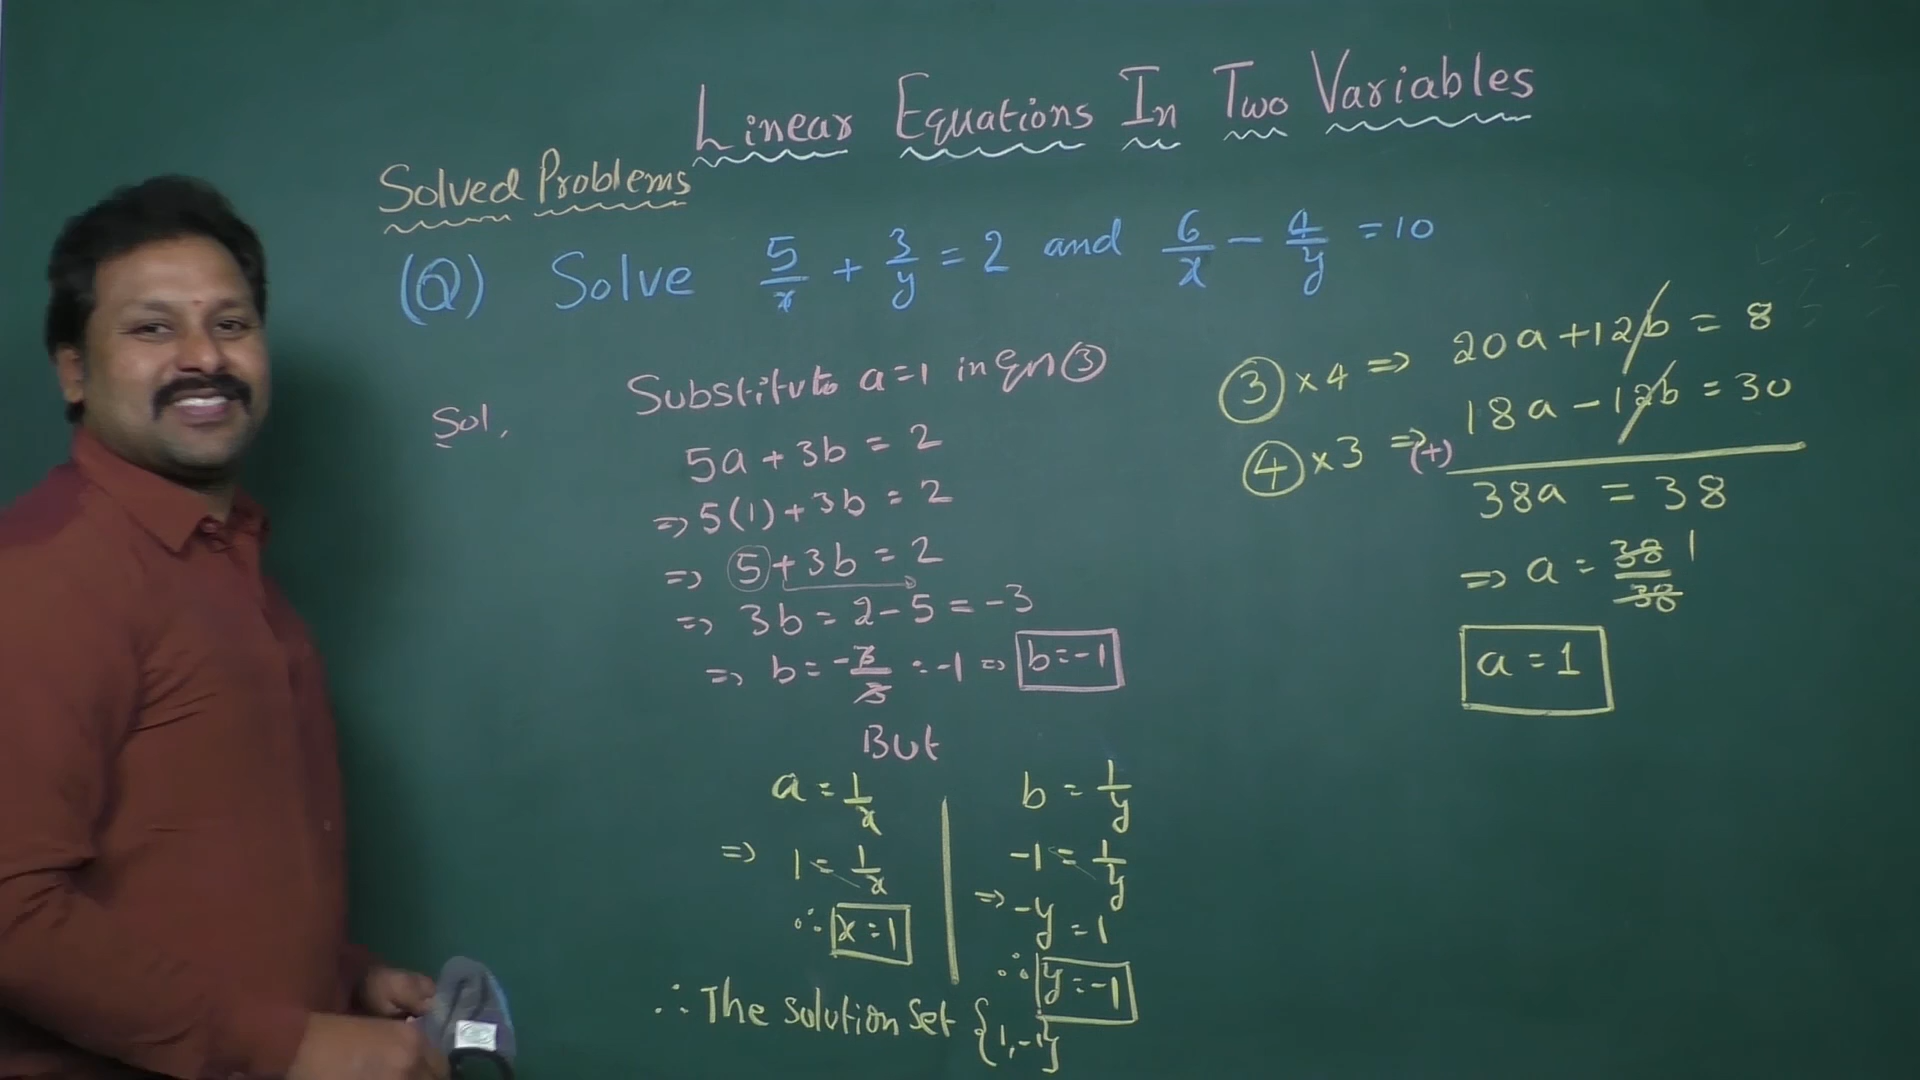 Linear Equations In Two Variables
Solved Problems
(Q) Solve 5/x + 3/y = 2 and 6/x - 4/y = 10
Sol,
Substitute a=1 in Eqn ③
5a + 3b = 2
=> 5(1) + 3b = 2
=> 5 + 3b = 2
=> 3b = 2 - 5 = -3
=> b = -3/3 = -1 => b = -1
But
a = 1/x
=> 1 = 1/x
∴ x = 1
b = 1/y
-1 = 1/y
=> -y = 1
∴ y = -1
∴ The solution set {1, -1}
③ x 4 => 20a + 12b = 8
④ x 3 => 18a - 12b = 30
(+)
38a = 38
=> a = 38/38 1
a = 1